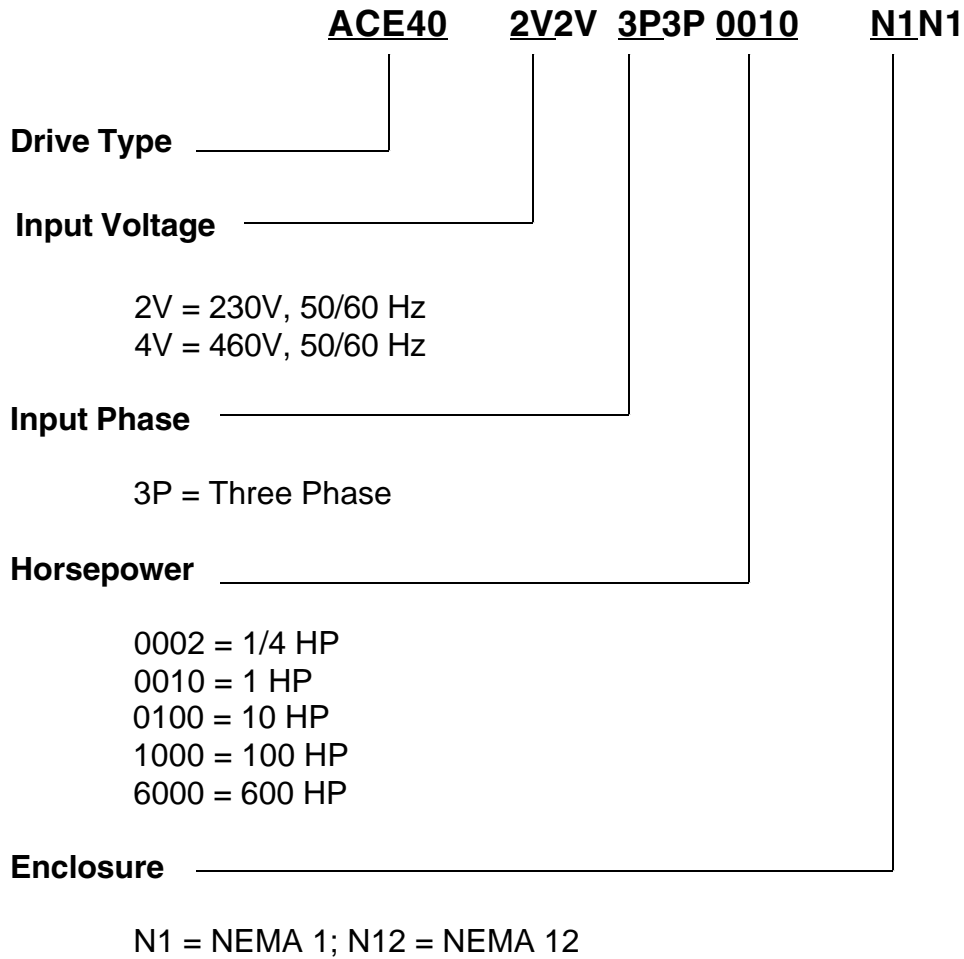 ACE40 2V2V 3P3P 0010 N1N1
Drive Type
Input Voltage
2V = 230V, 50/60 Hz
4V = 460V, 50/60 Hz
Input Phase
3P = Three Phase
Horsepower
0002 = 1/4 HP
0010 = 1 HP
0100 = 10 HP
1000 = 100 HP
6000 = 600 HP
Enclosure
N1 = NEMA 1; N12 = NEMA 12